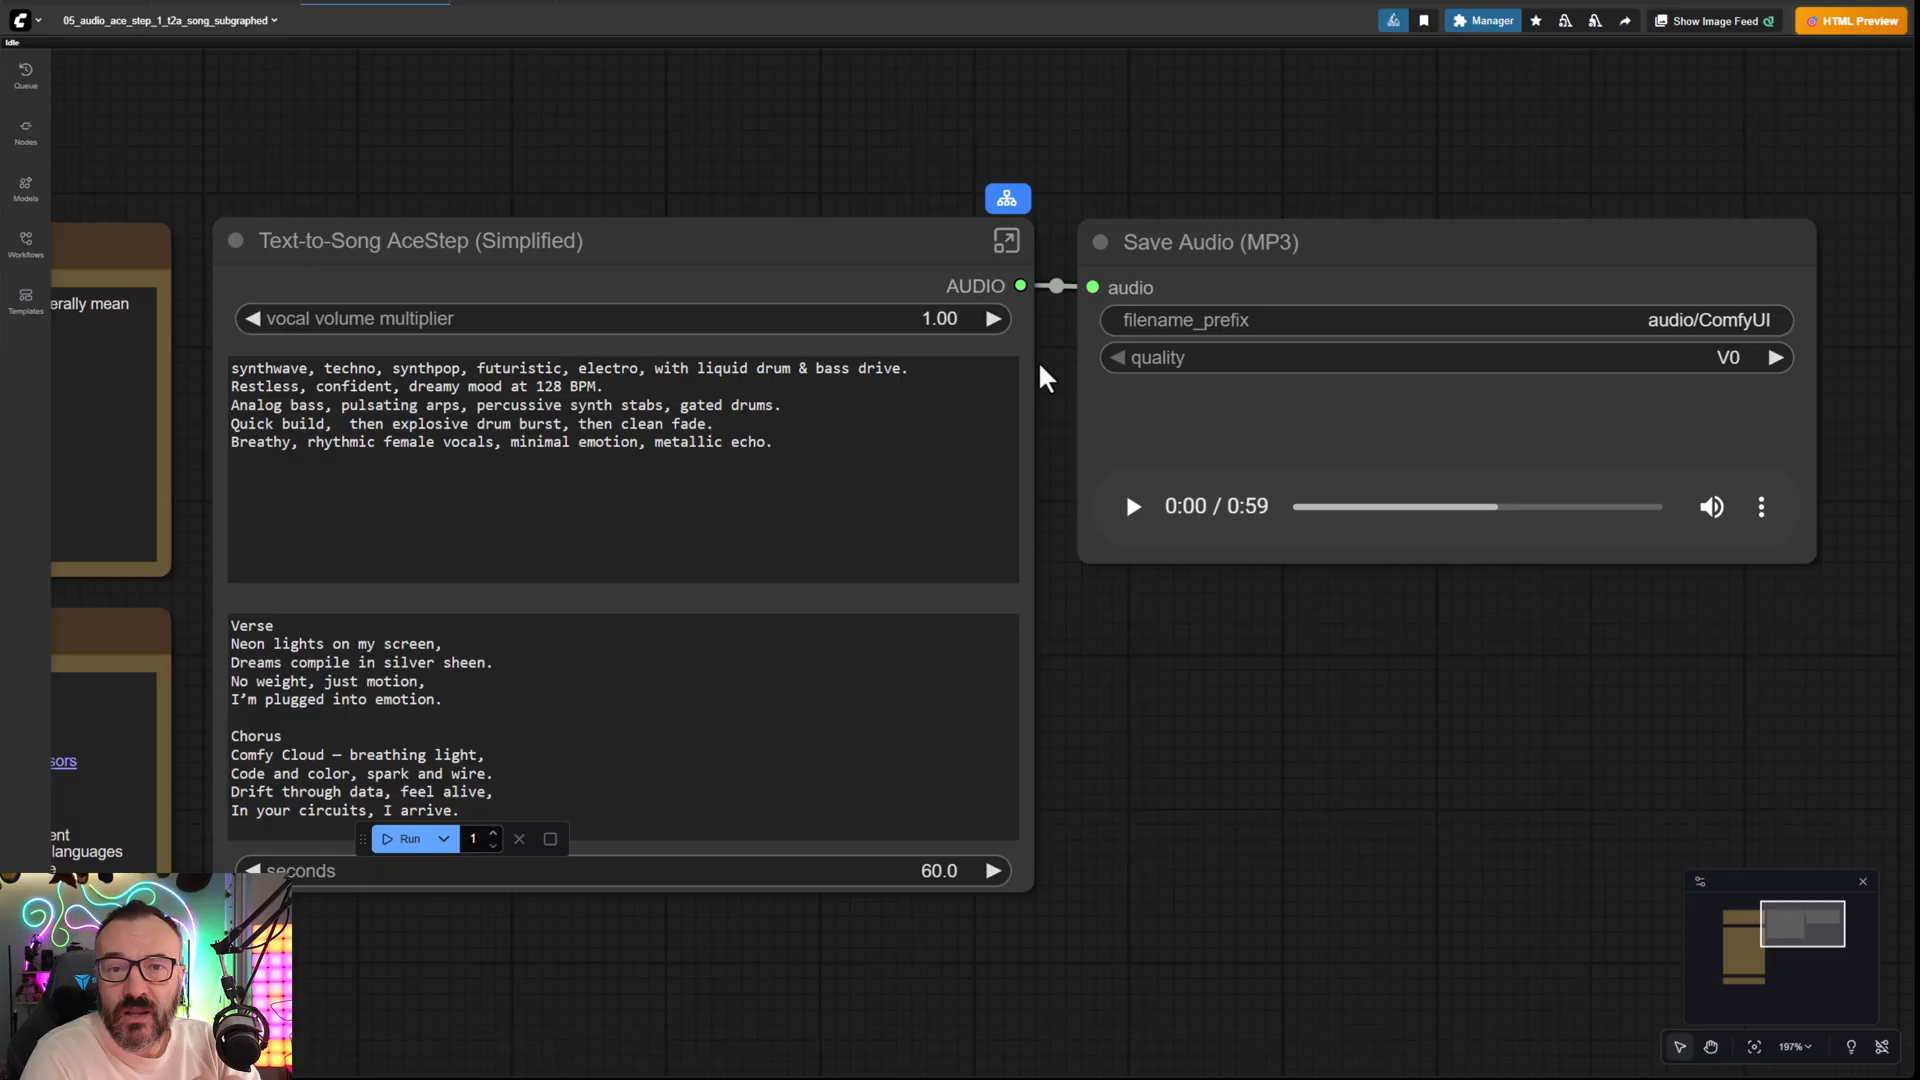 05_audio_ace_step_1_t2a_song_subgraphed
Manager
Show Image Feed
HTML Preview
Idle
Queue
Nodes
Models
Workflows
Templates
erally mean
sors
ent
languages
Text-to-Song AceStep (Simplified)
AUDIO
vocal volume multiplier 1.00
synthwave, techno, synthpop, futuristic, electro, with liquid drum & bass drive.
Restless, confident, dreamy mood at 128 BPM.
Analog bass, pulsating arps, percussive synth stabs, gated drums.
Quick build,  then explosive drum burst, then clean fade.
Breathy, rhythmic female vocals, minimal emotion, metallic echo.
Verse
Neon lights on my screen,
Dreams compile in silver sheen.
No weight, just motion,
I’m plugged into emotion.
Chorus
Comfy Cloud — breathing light,
Code and color, spark and wire.
Drift through data, feel alive,
In your circuits, I arrive.
Run 1
seconds 60.0
Save Audio (MP3)
audio
filename_prefix audio/ComfyUI
quality V0
0:00 / 0:59
197%